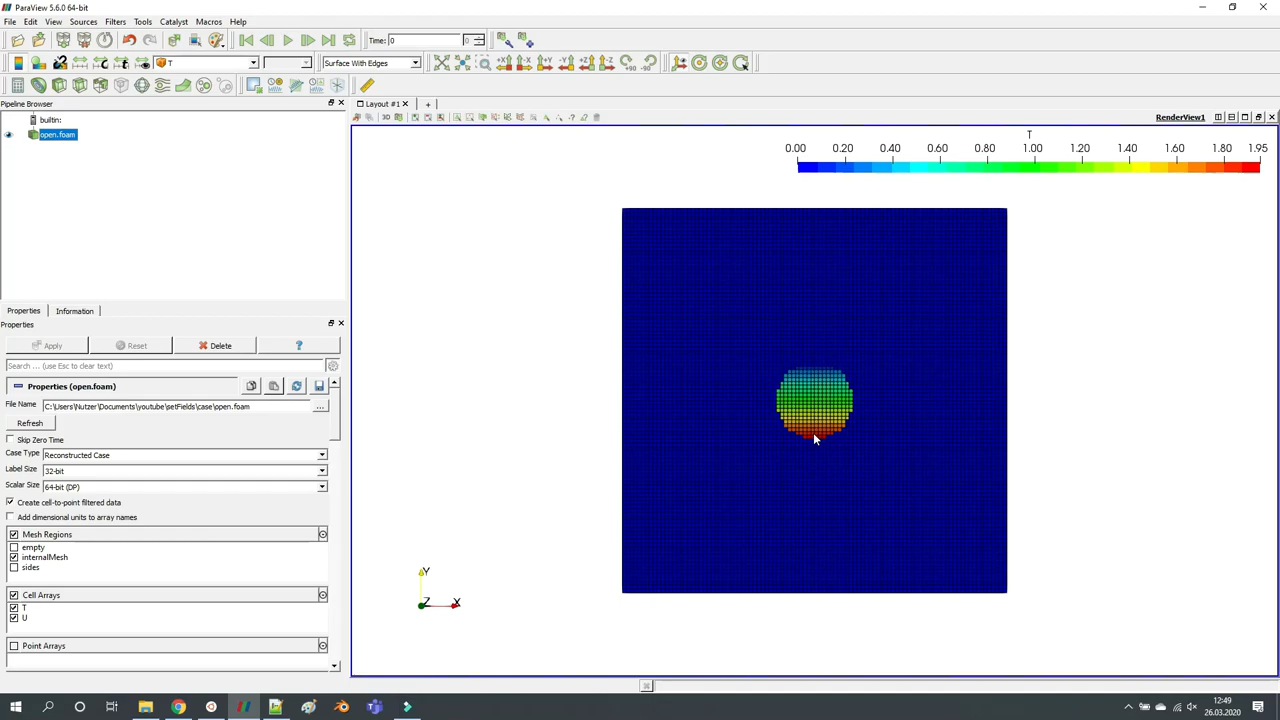 ParaView 5.6.0 64-bit
File Edit View Sources Filters Tools Catalyst Macros Help
Time: 0 0
T Surface With Edges +X -X +Y -Y +Z -Z +90 -90
Pipeline Browser
Layout #1
3D
RenderView1
builtin:
open.foam
T
0.00 0.20 0.40 0.60 0.80 1.00 1.20 1.40 1.60 1.80 1.95
Properties Information
Properties
Apply Reset Delete ?
Search ... (use Esc to clear text)
Properties (open.foam)
File Name C:\Users\Nutzer\Documents\youtube\setFields\case\open.foam ...
Refresh
Skip Zero Time
Case Type Reconstructed Case
Label Size 32-bit
Scalar Size 64-bit (DP)
Create cell-to-point filtered data
Add dimensional units to array names
Mesh Regions
empty
internalMesh
sides
Cell Arrays
T
U
Point Arrays
Y
Z X
12:49
26.03.2020